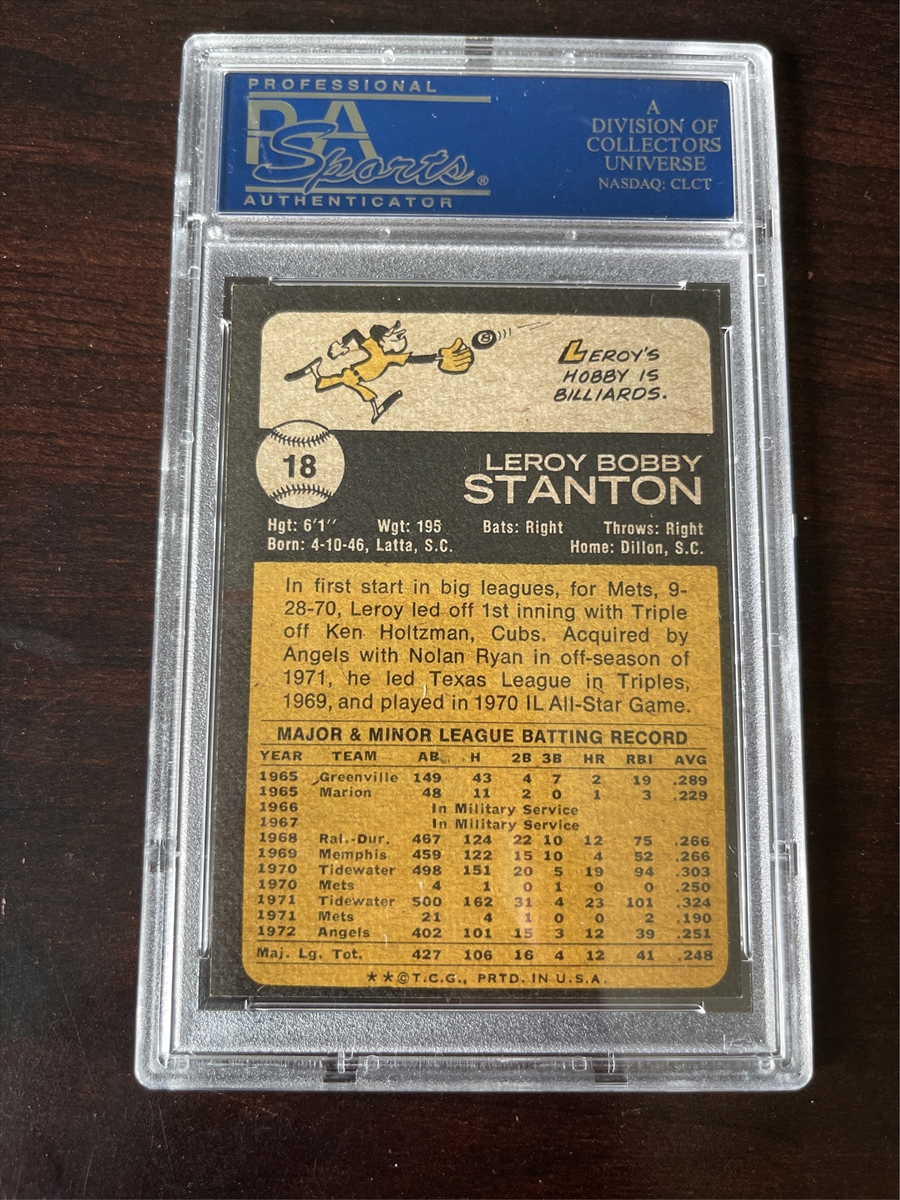 PROFESSIONAL
PSA
Sports®
AUTHENTICATOR
A
DIVISION OF
COLLECTORS
UNIVERSE
NASDAQ: CLCT
8
LEROY'S
HOBBY IS
BILLIARDS.
18
LEROY BOBBY
STANTON
Hgt: 6'1" Wgt: 195 Bats: Right Throws: Right
Born: 4-10-46, Latta, S.C. Home: Dillon, S.C.
In first start in big leagues, for Mets, 9-
28-70, Leroy led off 1st inning with Triple
off Ken Holtzman, Cubs. Acquired by
Angels with Nolan Ryan in off-season of
1971, he led Texas League in Triples,
1969, and played in 1970 IL All-Star Game.
MAJOR & MINOR LEAGUE BATTING RECORD
YEAR TEAM AB H 2B 3B HR RBI AVG
1965 Greenville 149 43 4 7 2 19 .289
1965 Marion 48 11 2 0 1 3 .229
1966 In Military Service
1967 In Military Service
1968 Ral.-Dur. 467 124 22 10 12 75 .266
1969 Memphis 459 122 15 10 4 52 .266
1970 Tidewater 498 151 20 5 19 94 .303
1970 Mets 4 1 0 1 0 0 .250
1971 Tidewater 500 162 31 4 23 101 .324
1971 Mets 21 4 1 0 0 2 .190
1972 Angels 402 101 15 3 12 39 .251
Maj. Lg. Tot. 427 106 16 4 12 41 .248
**©T.C.G., PRTD. IN U.S.A.